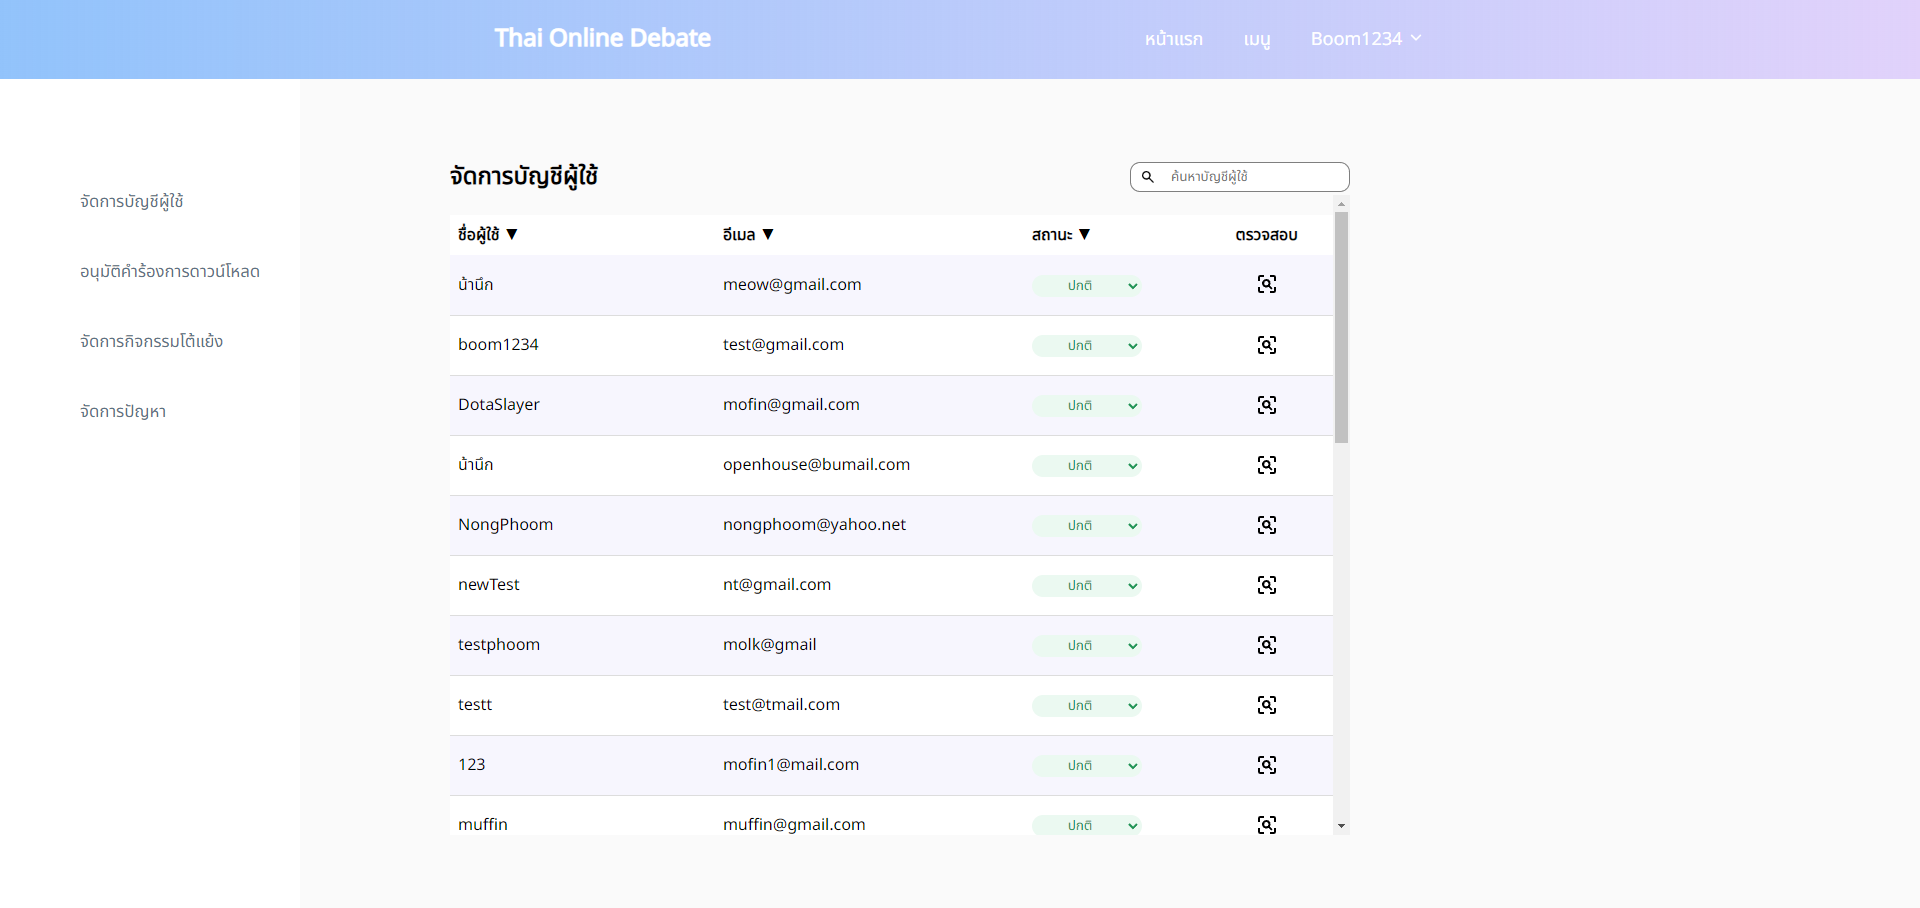 Thai Online Debate
หน้าแรก
เมนู
Boom1234
จัดการบัญชีผู้ใช้
อนุมัติคำร้องการดาวน์โหลด
จัดการกิจกรรมโต้แย้ง
จัดการปัญหา
จัดการบัญชีผู้ใช้
ค้นหาบัญชีผู้ใช้
ชื่อผู้ใช้ ▼ อีเมล ▼ สถานะ ▼ ตรวจสอบ
น้านึก meow@gmail.com ปกติ
boom1234 test@gmail.com ปกติ
DotaSlayer mofin@gmail.com ปกติ
น้านึก openhouse@bumail.com ปกติ
NongPhoom nongphoom@yahoo.net ปกติ
newTest nt@gmail.com ปกติ
testphoom molk@gmail ปกติ
testt test@tmail.com ปกติ
123 mofin1@mail.com ปกติ
muffin muffin@gmail.com ปกติ